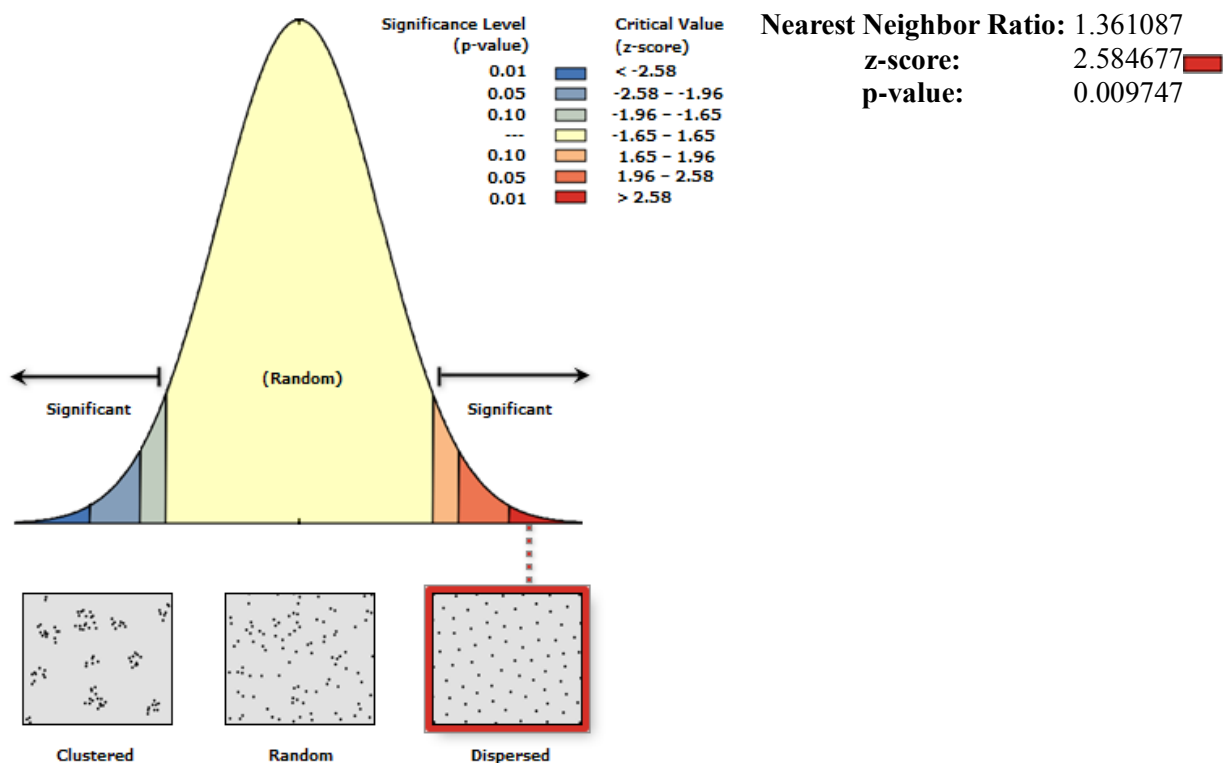 Significance Level
(p-value)
Critical Value
(z-score)
0.01 < -2.58
0.05 -2.58 – -1.96
0.10 -1.96 – -1.65
--- -1.65 – 1.65
0.10 1.65 – 1.96
0.05 1.96 – 2.58
0.01 > 2.58
Nearest Neighbor Ratio: 1.361087
z-score: 2.584677
p-value: 0.009747
(Random)
Significant
Significant
Clustered
Random
Dispersed